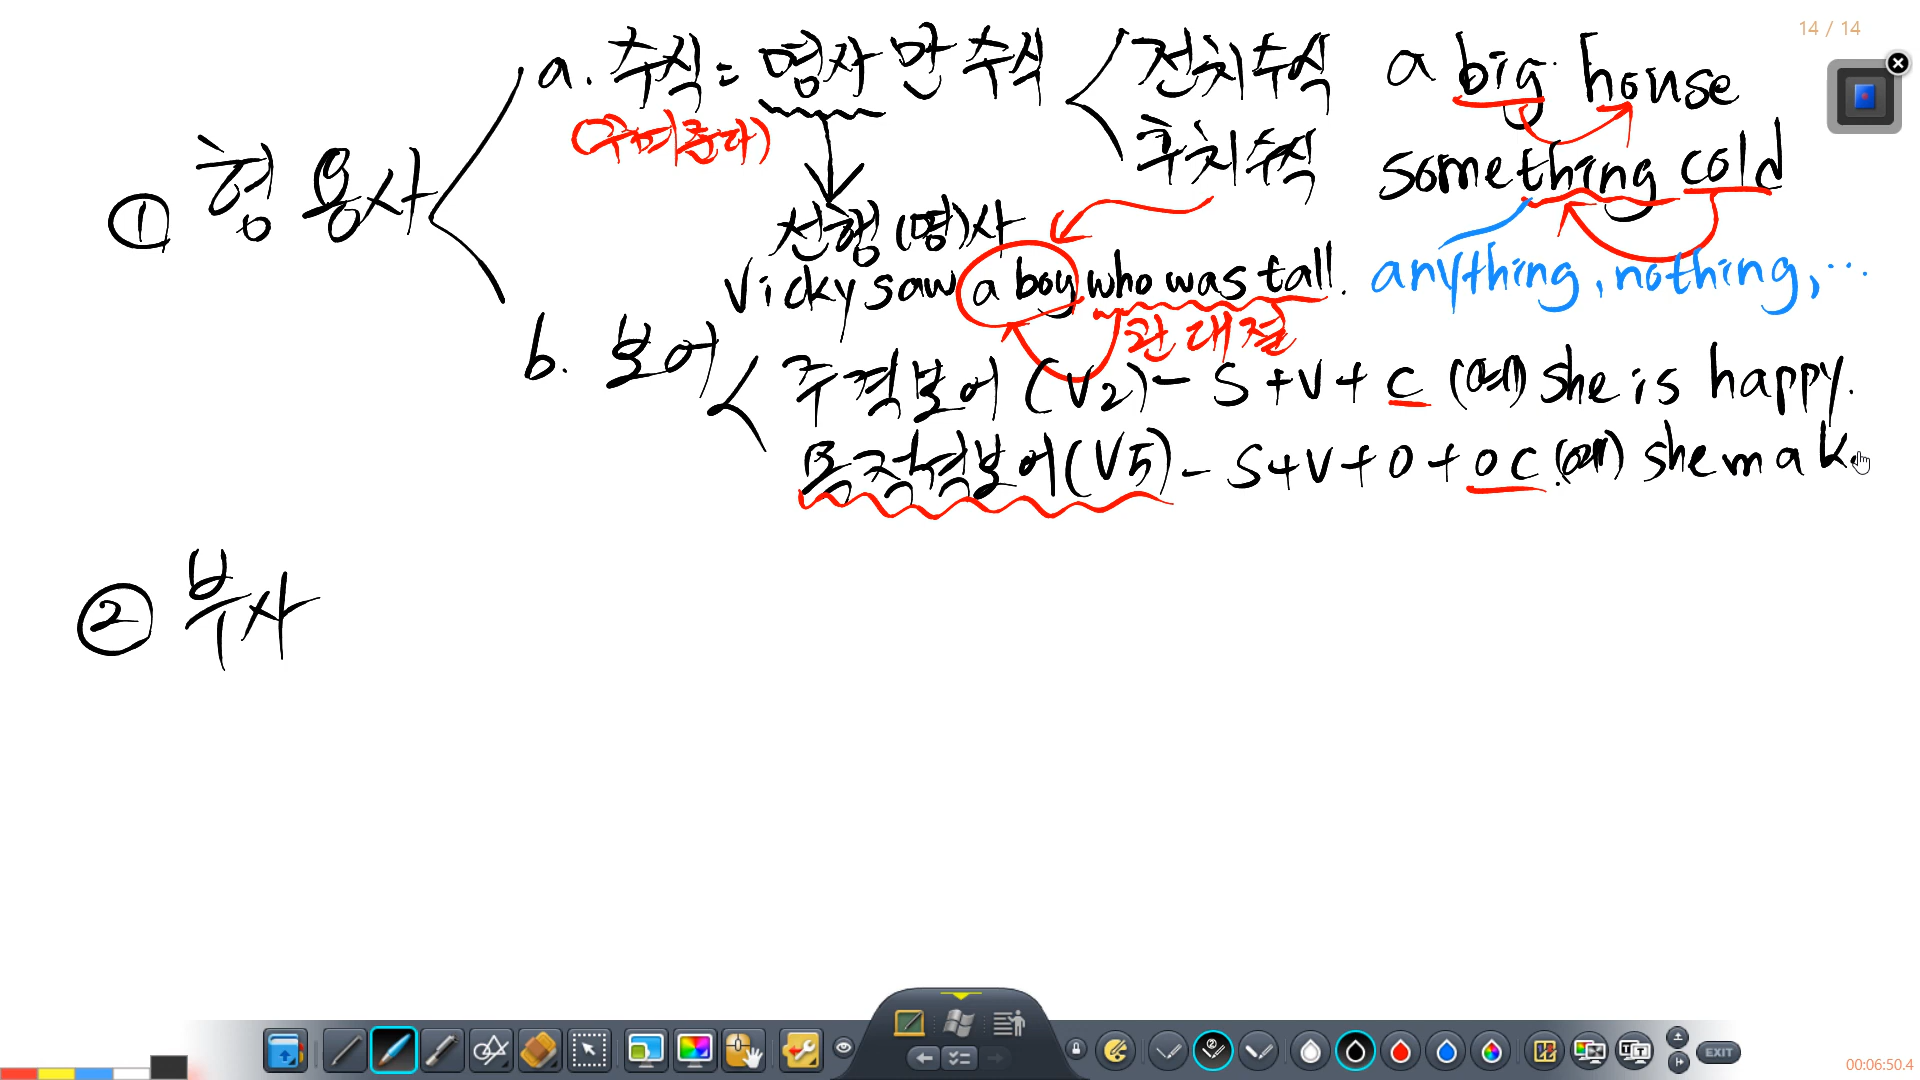 14 / 14
① 형용사
a. 수식 = 명사만 수식
(꾸며준다)
전치수식 a big house
후치수식 something cold
anything, nothing, …
선행(명)사
Vicky saw a boy who was tall.
관대절
b. 보어
주격보어 (V2) - S+V+C (예) she is happy.
목적격보어 (V5) - S+V+O+OC (예) she mak
② 부사
EXIT
00:06:50.4